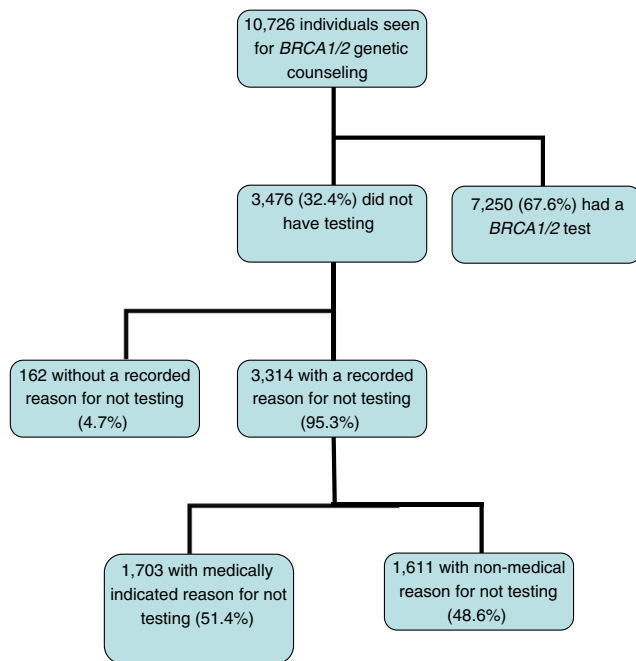 10,726 individuals seen
for BRCA1/2 genetic
counseling
3,476 (32.4%) did not
have testing
7,250 (67.6%) had a
BRCA1/2 test
162 without a recorded
reason for not testing
(4.7%)
3,314 with a recorded
reason for not testing
(95.3%)
1,703 with medically
indicated reason for not
testing (51.4%)
1,611 with non-medical
reason for not testing
(48.6%)